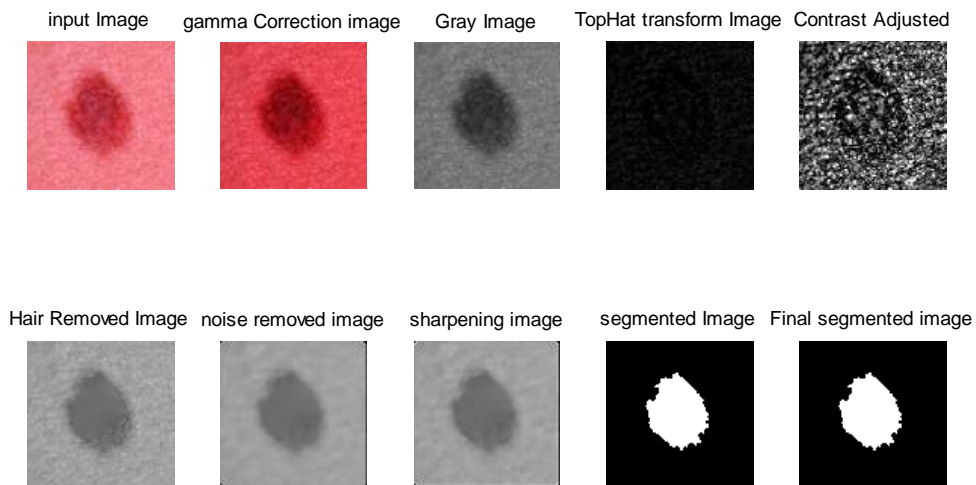 input Image
gamma Correction image
Gray Image
TopHat transform Image
Contrast Adjusted
Hair Removed Image
noise removed image
sharpening image
segmented Image
Final segmented image